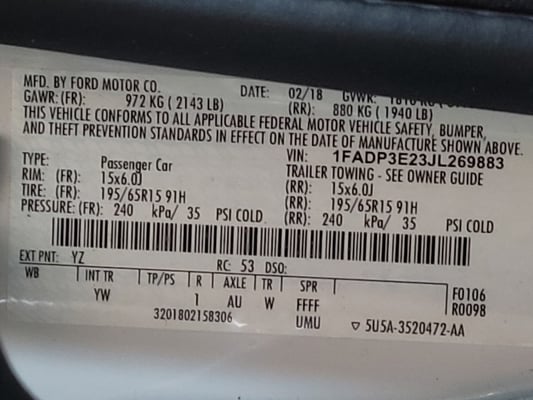 MFD. BY FORD MOTOR CO. DATE: 02/18 GVWR:
GAWR: (FR): 972 KG ( 2143 LB) (RR): 880 KG ( 1940 LB)
THIS VEHICLE CONFORMS TO ALL APPLICABLE FEDERAL MOTOR VEHICLE SAFETY, BUMPER,
AND THEFT PREVENTION STANDARDS IN EFFECT ON THE DATE OF MANUFACTURE SHOWN ABOVE.
VIN: 1FADP3E23JL269883
TYPE: Passenger Car TRAILER TOWING - SEE OWNER GUIDE
RIM: (FR): 15x6.0J (RR): 15x6.0J
TIRE: (FR): 195/65R15 91H (RR): 195/65R15 91H
PRESSURE: (FR): 240 kPa/ 35 PSI COLD (RR): 240 kPa/ 35 PSI COLD
EXT PNT: YZ RC: 53 DSO:
WB INT TR TP/PS R AXLE TR SPR F0106
YW 1 AU W FFFF R0098
3201802158306 UMU ▽ 5U5A-3520472-AA